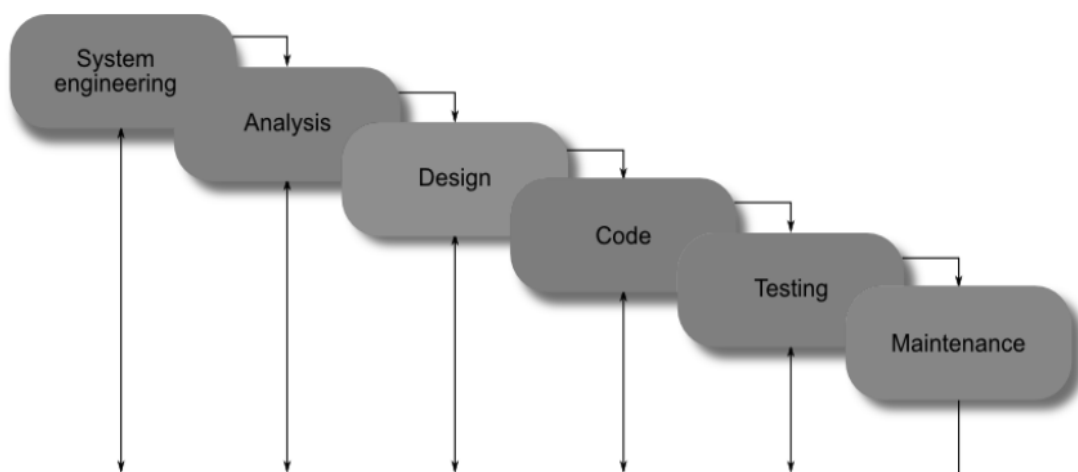 System
engineering
Analysis
Design
Code
Testing
Maintenance